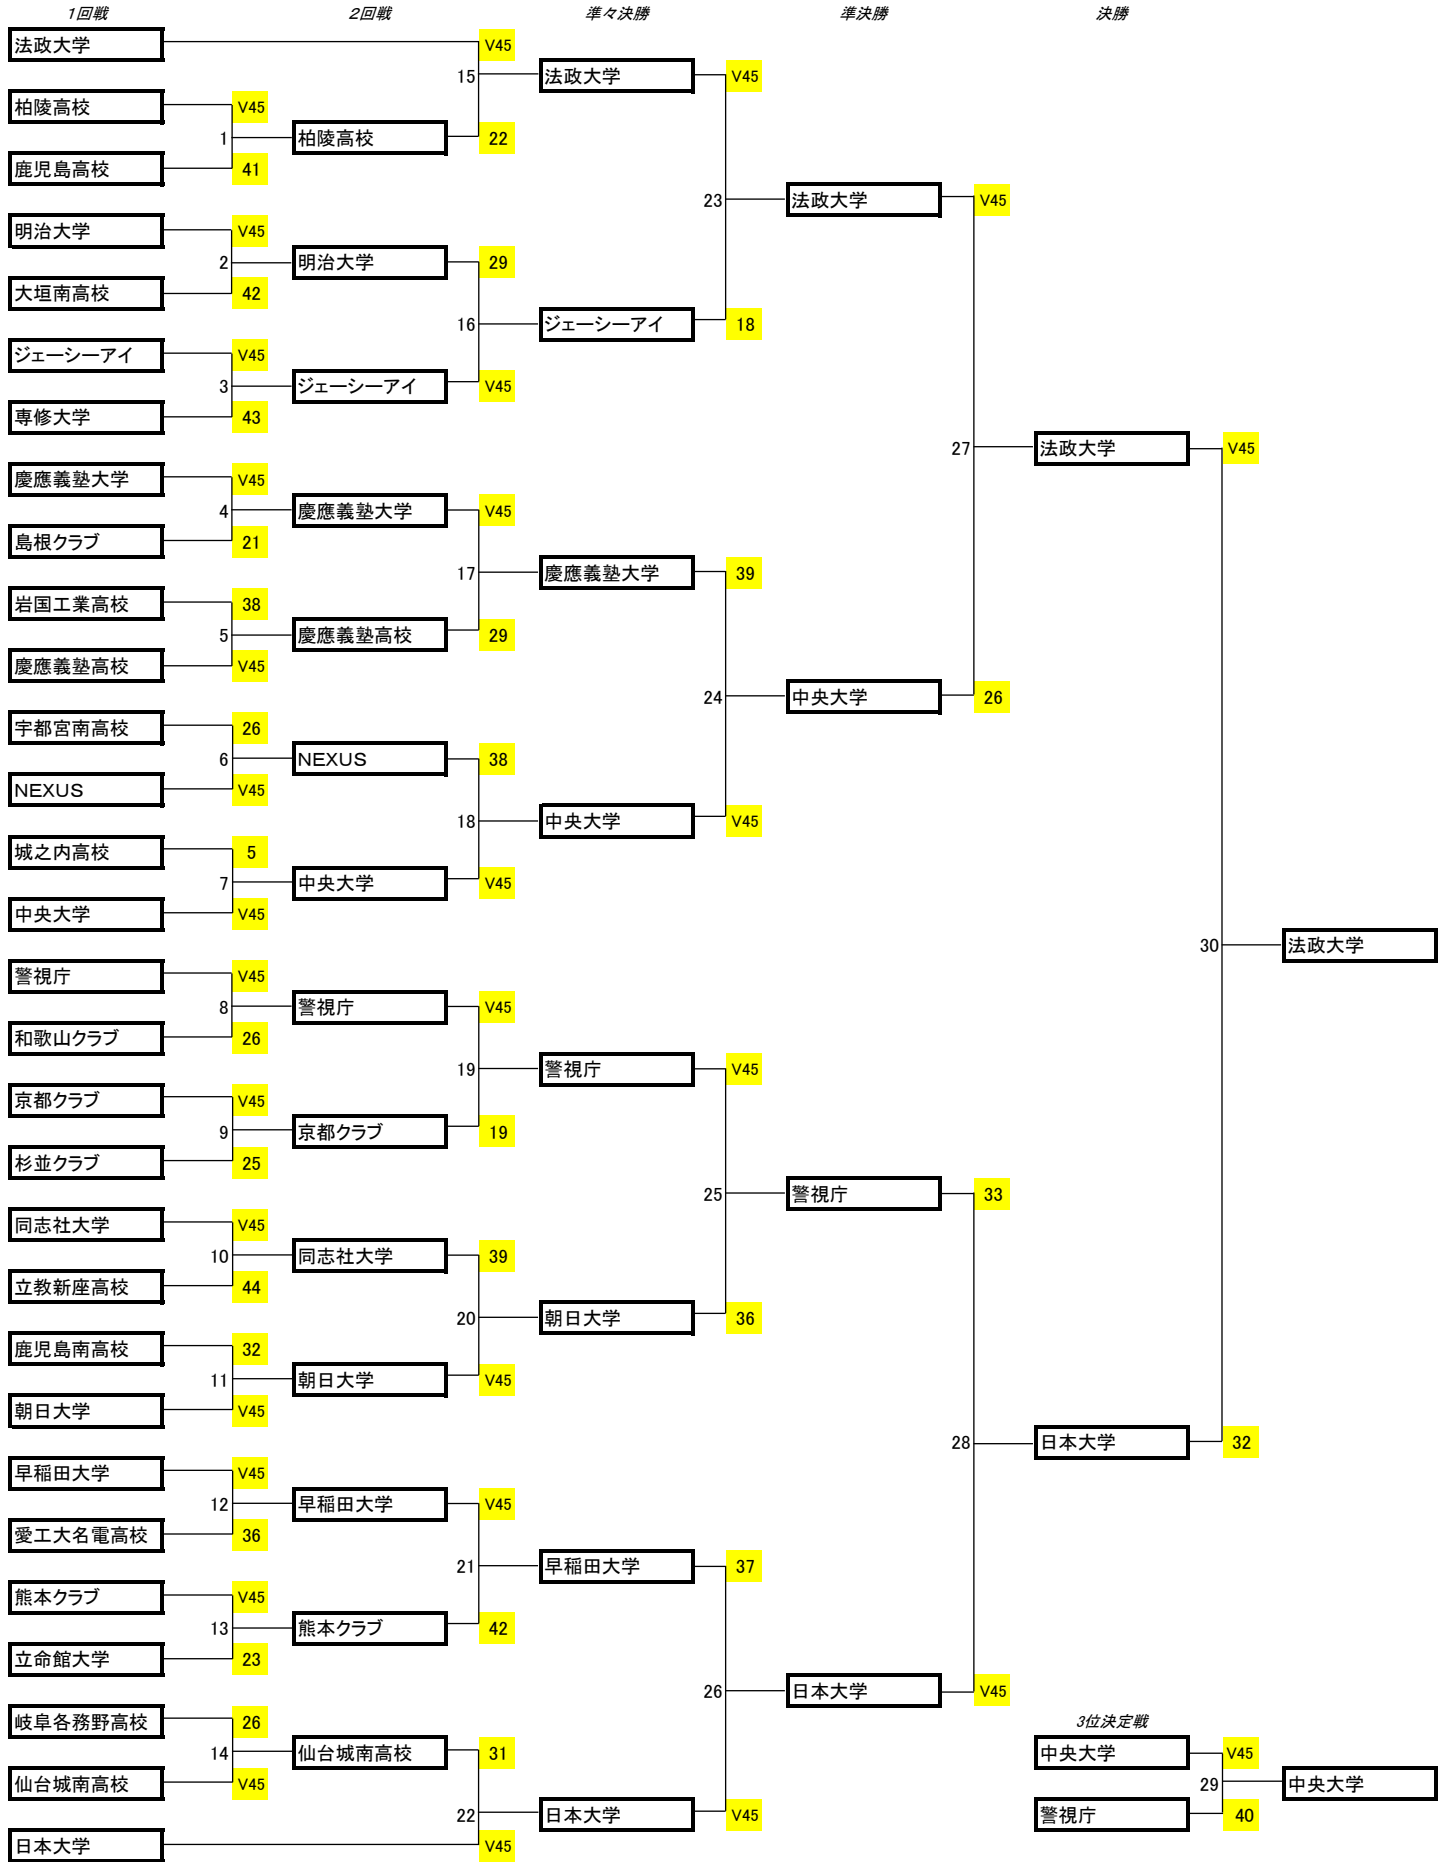 1回戦 2回戦 準々決勝 準決勝 決勝
法政大学 V45
15 法政大学 V45
柏陵高校 V45
1 柏陵高校 22
鹿児島高校 41
23 法政大学 V45
明治大学 V45
2 明治大学 29
大垣南高校 42
16 ジェーシーアイ 18
ジェーシーアイ V45
3 ジェーシーアイ V45
専修大学 43
27 法政大学 V45
慶應義塾大学 V45
4 慶應義塾大学 V45
島根クラブ 21
17 慶應義塾大学 39
岩国工業高校 38
5 慶應義塾高校 29
慶應義塾高校 V45
24 中央大学 26
宇都宮南高校 26
6 NEXUS 38
NEXUS V45
18 中央大学 V45
城之内高校 5
7 中央大学 V45
中央大学 V45
30 法政大学
警視庁 V45
8 警視庁 V45
和歌山クラブ 26
19 警視庁 V45
京都クラブ V45
9 京都クラブ 19
杉並クラブ 25
25 警視庁 33
同志社大学 V45
10 同志社大学 39
立教新座高校 44
20 朝日大学 36
鹿児島南高校 32
11 朝日大学 V45
朝日大学 V45
28 日本大学 32
早稲田大学 V45
12 早稲田大学 V45
愛工大名電高校 36
21 早稲田大学 37
熊本クラブ V45
13 熊本クラブ 42
立命館大学 23
26 日本大学 V45
岐阜各務野高校 26
3位決定戦
14 仙台城南高校 31
中央大学 V45
仙台城南高校 V45
29 中央大学
22 日本大学 V45
警視庁 40
日本大学 V45